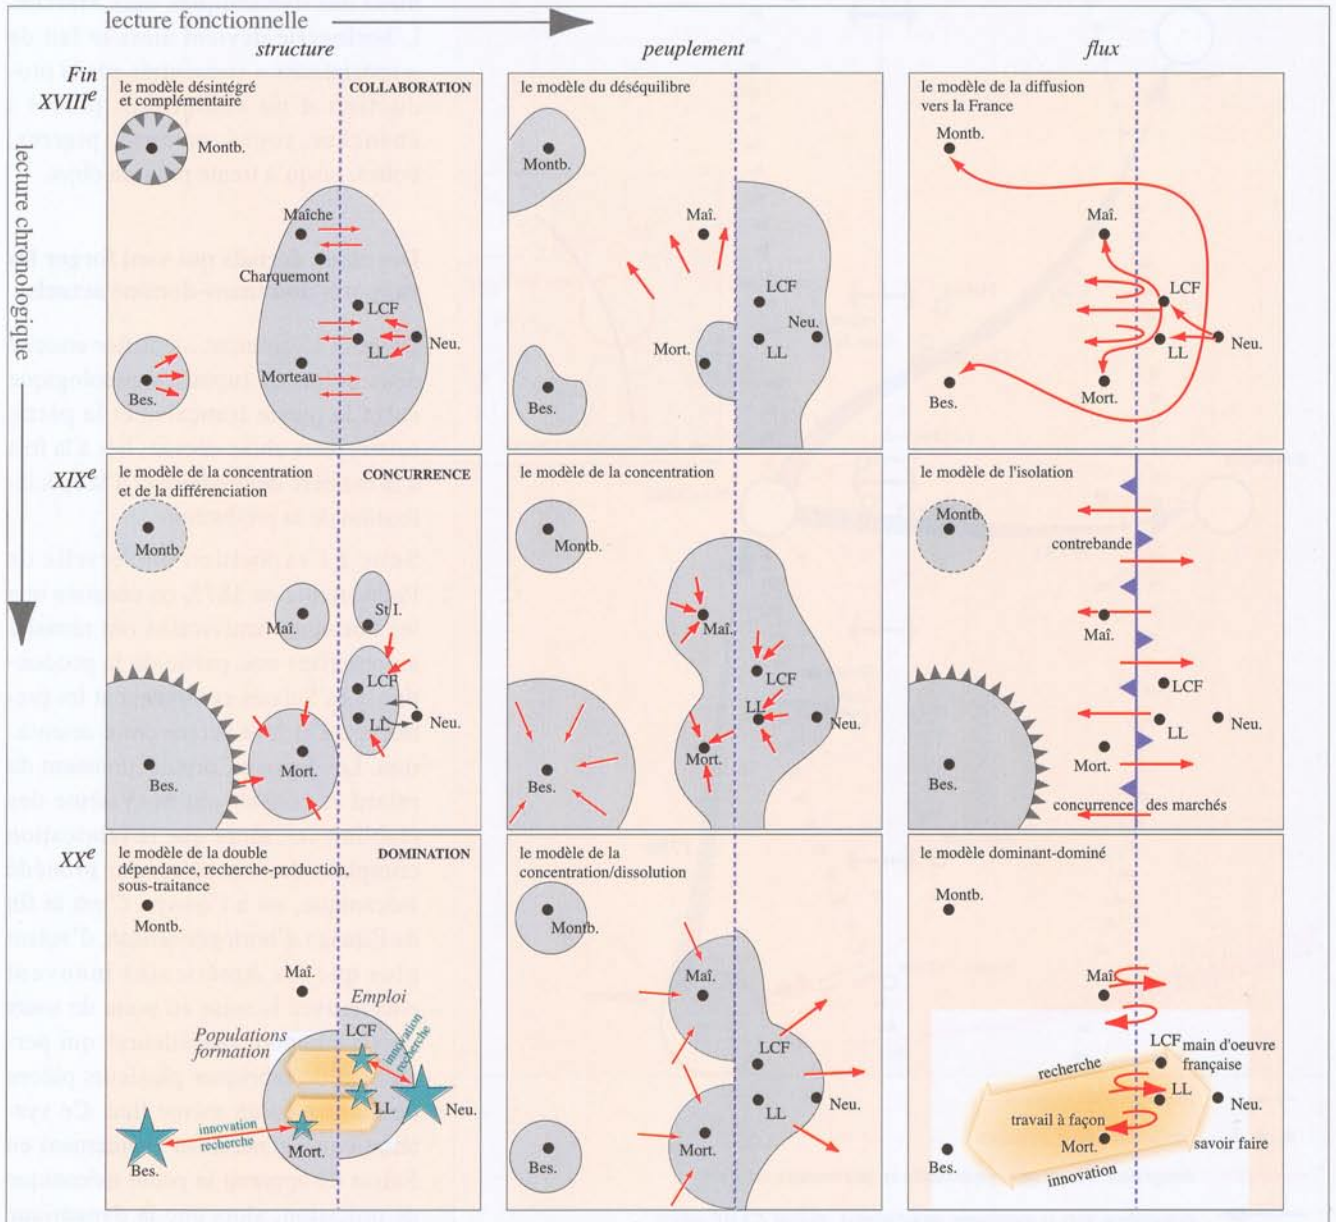 lecture fonctionnelle
structure
peuplement
flux
lecture chronologique
Fin
XVIIIe
le modèle désintégré
et complémentaire
COLLABORATION
Montb.
Maîche
Charquemont
LCF
LL
Neu.
Morteau
Bes.
le modèle du déséquilibre
Montb.
Maî.
LCF
Neu.
LL
Mort.
Bes.
le modèle de la diffusion
vers la France
Montb.
Maî.
LCF
Neu.
LL
Mort.
Bes.
XIXe
le modèle de la concentration
et de la différenciation
CONCURRENCE
Montb.
Maî.
St I.
LCF
LL
Neu.
Mort.
Bes.
le modèle de la concentration
Montb.
Maî.
LCF
LL
Neu.
Mort.
Bes.
le modèle de l'isolation
Montb.
contrebande
Maî.
LCF
LL
Neu.
Mort.
Bes.
concurrence des marchés
XXe
le modèle de la double
dépendance, recherche-production,
sous-traitance
DOMINATION
Montb.
Maî.
Emploi
Populations
formation
LCF
innovation
recherche
LL
Neu.
innovation
recherche
Bes.
Mort.
le modèle de la
concentration/dissolution
Montb.
Maî.
LCF
LL
Neu.
Mort.
Bes.
le modèle dominant-dominé
Montb.
Maî.
LCF main d'oeuvre
française
recherche
LL
Neu.
travail à façon
Mort.
savoir faire
Bes.
innovation